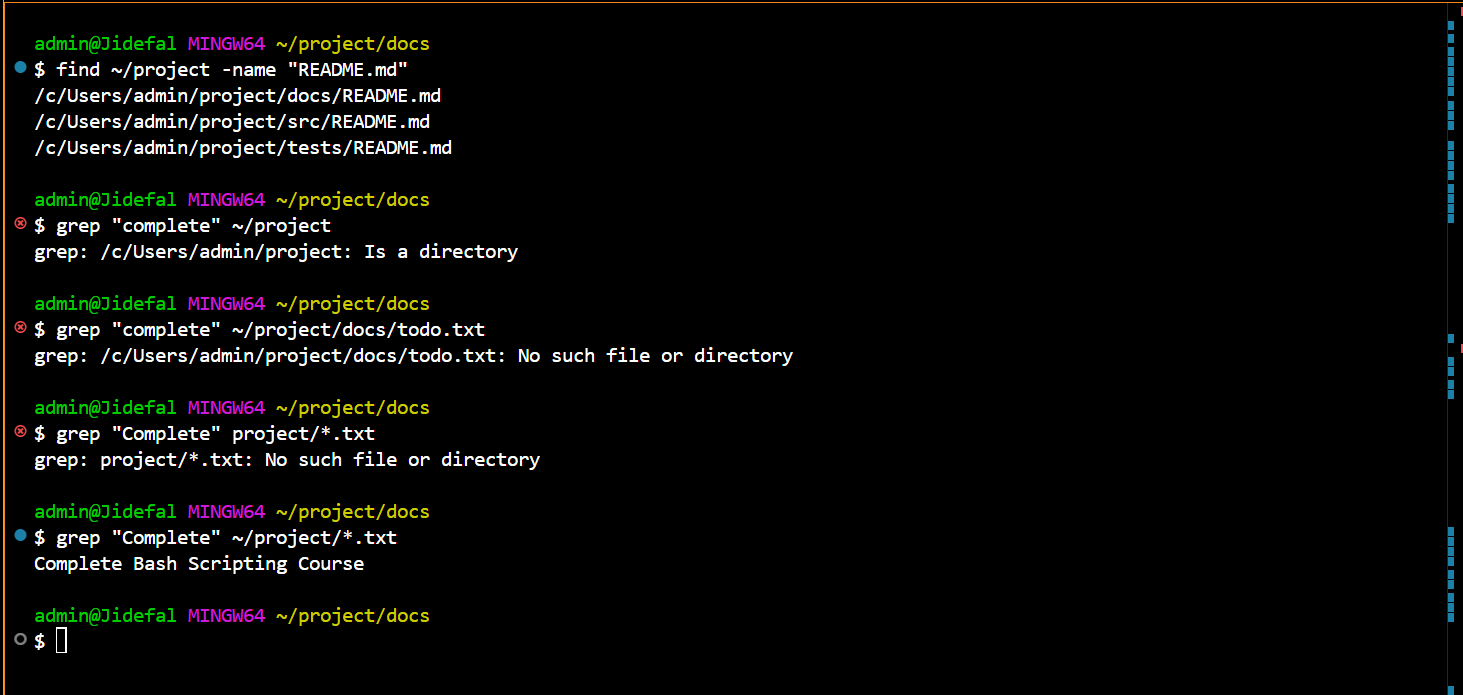 admin@Jidefal MINGW64 ~/project/docs
$ find ~/project -name "README.md"
/c/Users/admin/project/docs/README.md
/c/Users/admin/project/src/README.md
/c/Users/admin/project/tests/README.md
admin@Jidefal MINGW64 ~/project/docs
$ grep "complete" ~/project
grep: /c/Users/admin/project: Is a directory
admin@Jidefal MINGW64 ~/project/docs
$ grep "complete" ~/project/docs/todo.txt
grep: /c/Users/admin/project/docs/todo.txt: No such file or directory
admin@Jidefal MINGW64 ~/project/docs
$ grep "Complete" project/*.txt
grep: project/*.txt: No such file or directory
admin@Jidefal MINGW64 ~/project/docs
$ grep "Complete" ~/project/*.txt
Complete Bash Scripting Course
admin@Jidefal MINGW64 ~/project/docs
$